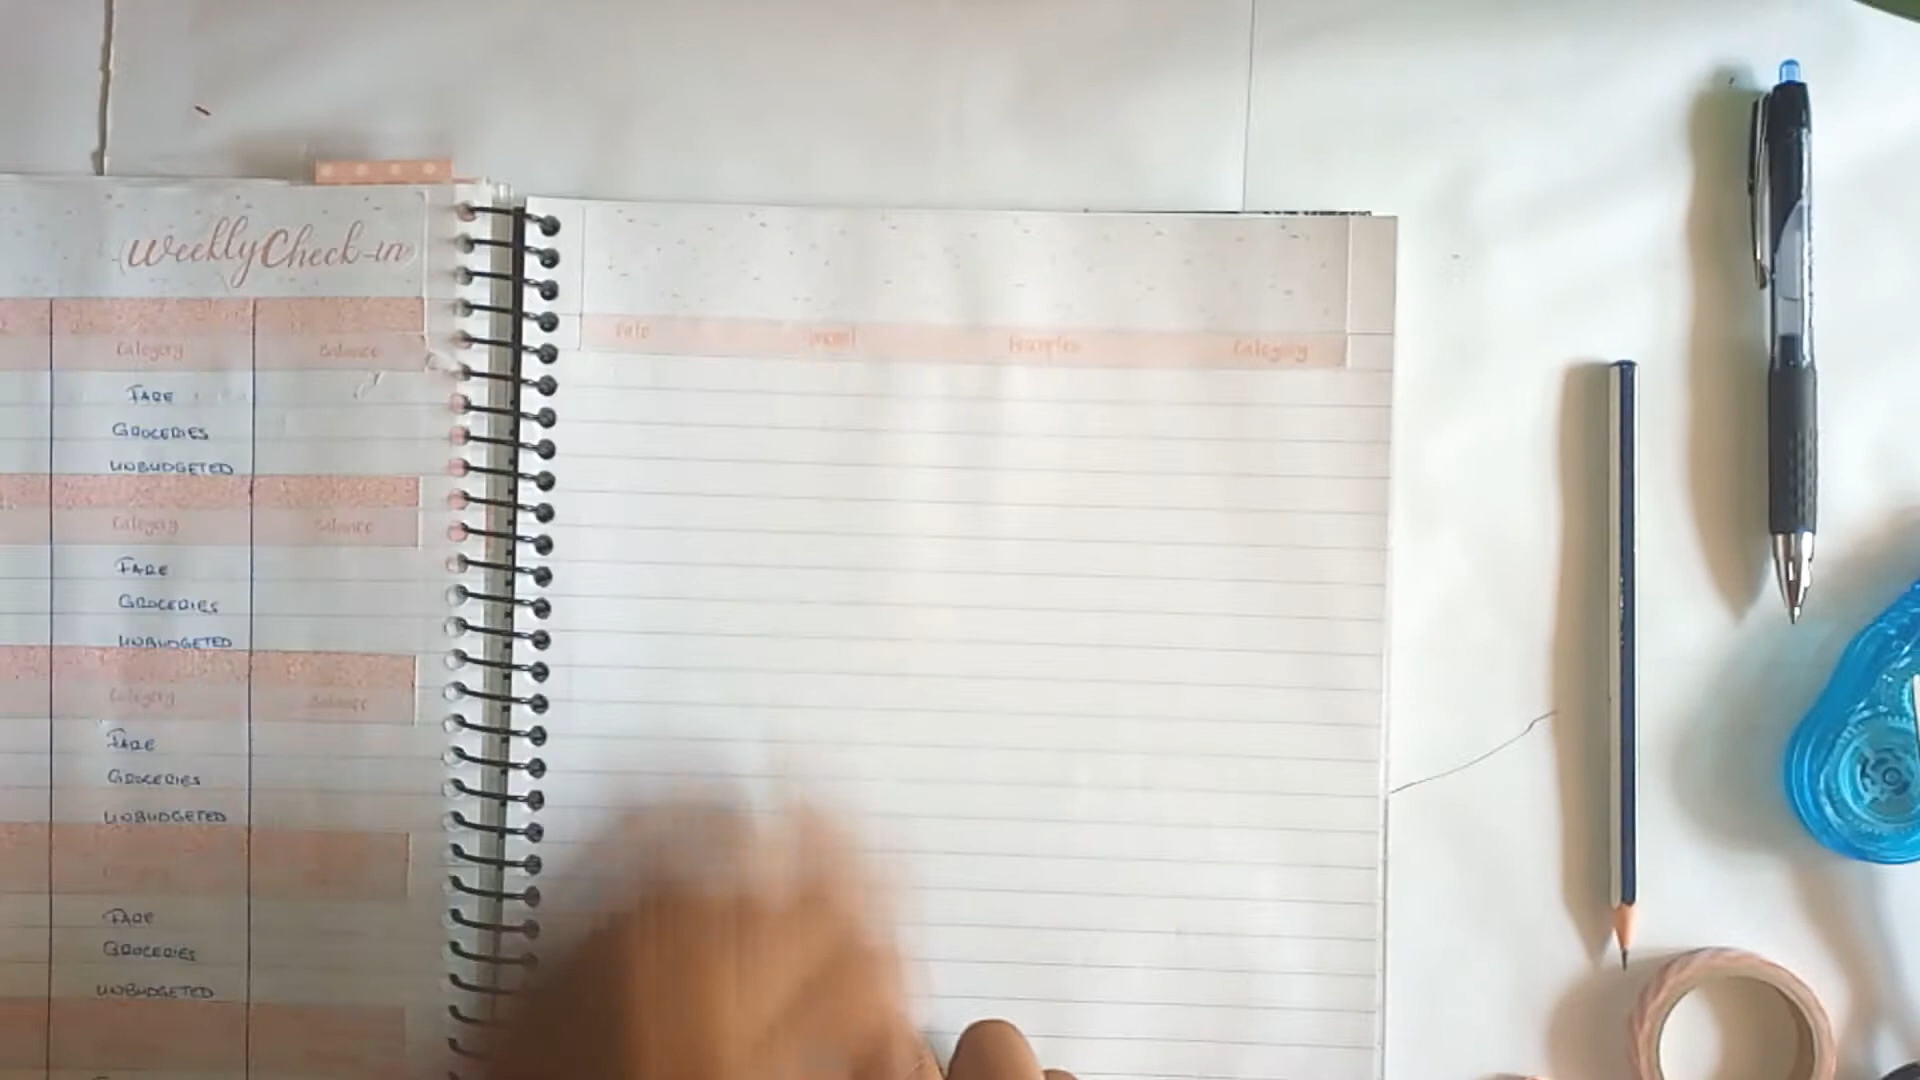 Weekly Check-in
Category Balance
FARE
GROCERIES
UNBUDGETED
Category Balance
FARE
GROCERIES
UNBUDGETED
Category Balance
FARE
GROCERIES
UNBUDGETED
FARE
GROCERIES
UNBUDGETED
Date Category